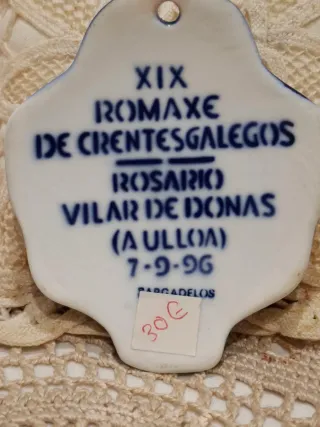 XIX
ROMAXE
DE CRENTES GALEGOS
ROSARIO
VILAR DE DONAS
(A ULLOA)
7-9-96
SARGADELOS
30€